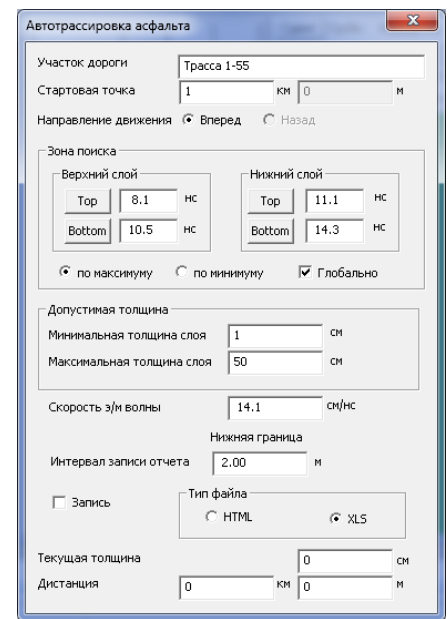 Автотрассировка асфальта
Участок дороги Трасса 1-55
Стартовая точка 1 км 0 м
Направление движения Вперед Назад
Зона поиска
Верхний слой Нижний слой
Top 8.1 нс Top 11.1 нс
Bottom 10.5 нс Bottom 14.3 нс
по максимуму по минимуму Глобально
Допустимая толщина
Минимальная толщина слоя 1 см
Максимальная толщина слоя 50 см
Скорость э/м волны 14.1 см/нс
Нижняя граница
Интервал записи отчета 2.00 м
Запись Тип файла
HTML XLS
Текущая толщина 0 см
Дистанция 0 км 0 м